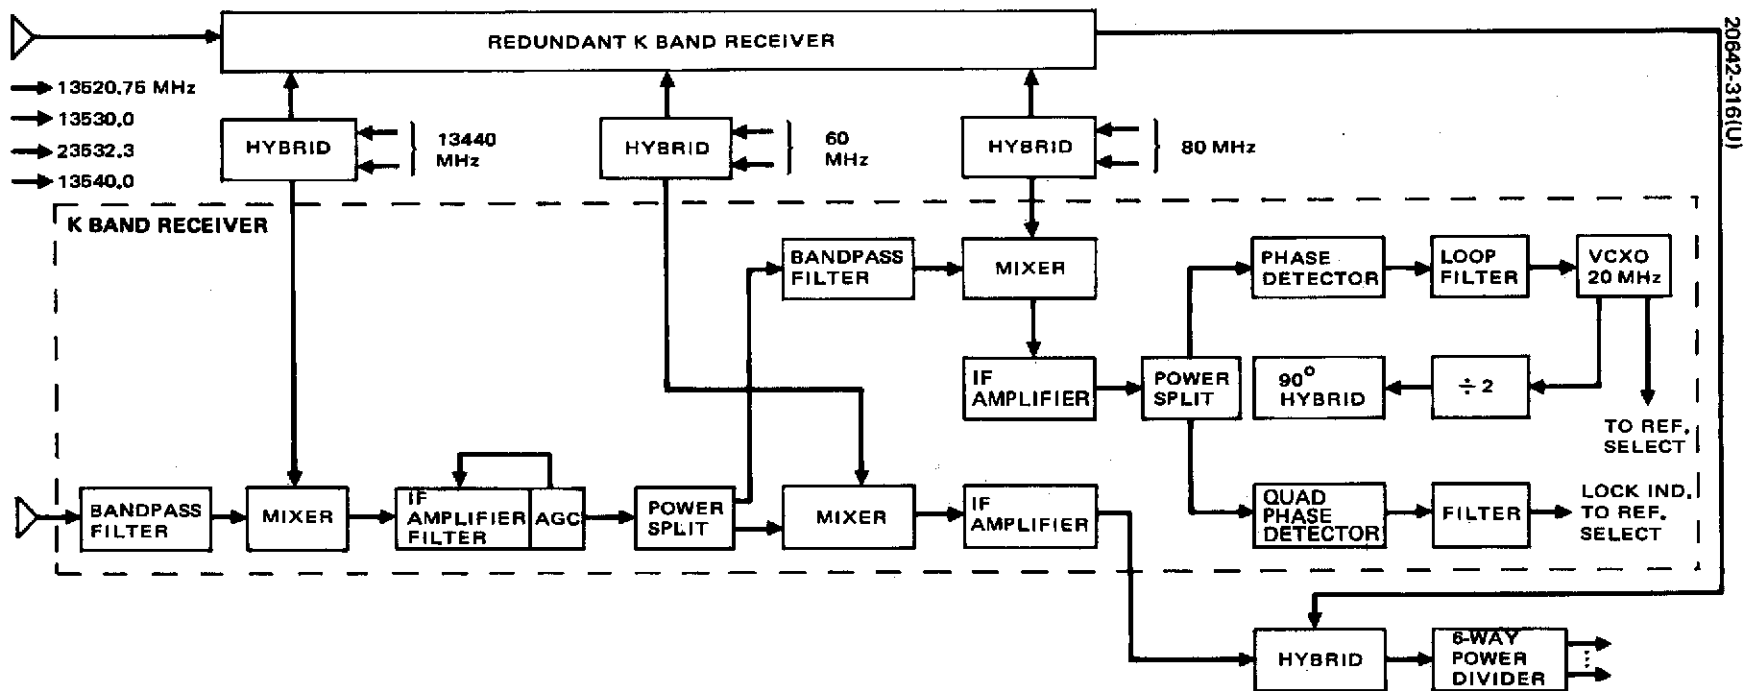 REDUNDANT K BAND RECEIVER
20642-316(U)
13520.75 MHz
13530.0
23532.3
13540.0
HYBRID
13440
MHz
HYBRID
60
MHz
HYBRID
80 MHz
K BAND RECEIVER
BANDPASS
FILTER
MIXER
PHASE
DETECTOR
LOOP
FILTER
VCXO
20 MHz
IF
AMPLIFIER
POWER
SPLIT
90°
HYBRID
÷ 2
TO REF.
SELECT
BANDPASS
FILTER
MIXER
IF
AMPLIFIER
FILTER
AGC
POWER
SPLIT
MIXER
IF
AMPLIFIER
QUAD
PHASE
DETECTOR
FILTER
LOCK IND.
TO REF.
SELECT
HYBRID
6-WAY
POWER
DIVIDER